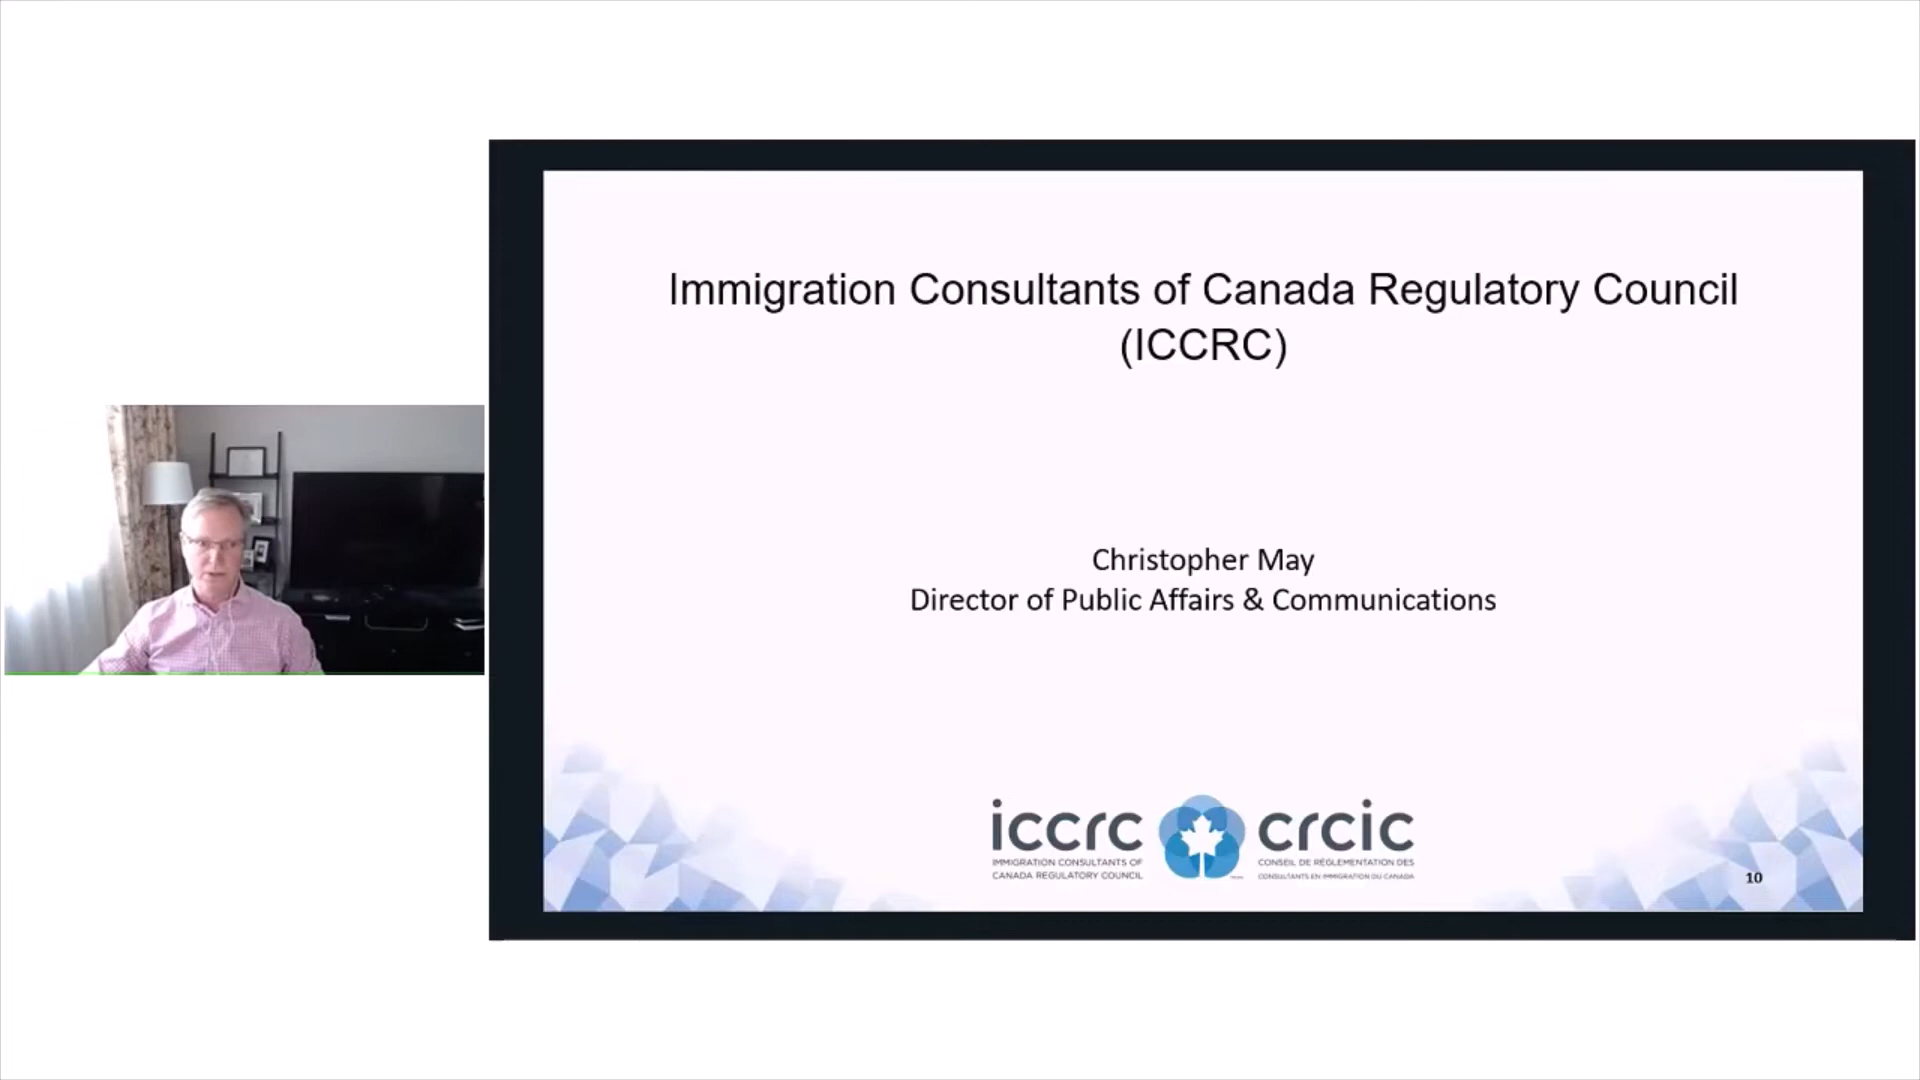 Immigration Consultants of Canada Regulatory Council
(ICCRC)
Christopher May
Director of Public Affairs & Communications
iccrc
IMMIGRATION CONSULTANTS OF
CANADA REGULATORY COUNCIL
crcic
CONSEIL DE RÉGLEMENTATION DES
CONSULTANTS EN IMMIGRATION DU CANADA
10